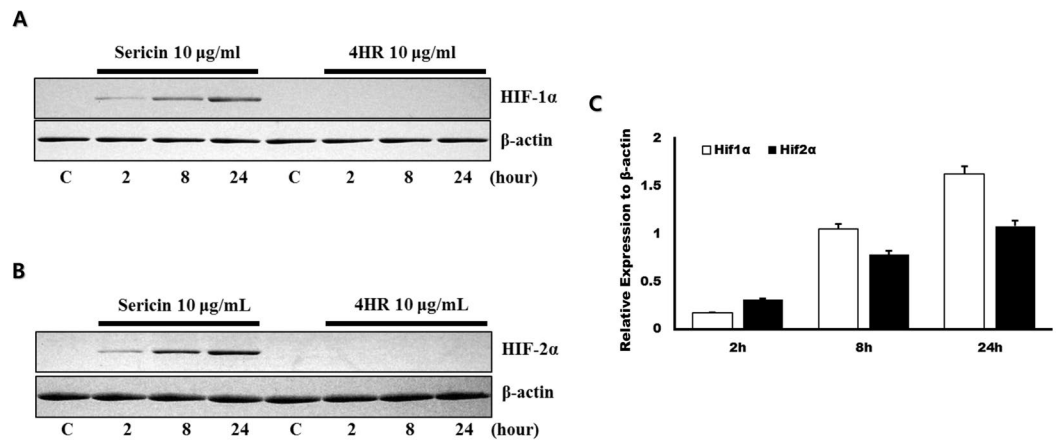 A
Sericin 10 μg/ml 4HR 10 μg/ml
HIF-1α
β-actin
C 2 8 24 C 2 8 24 (hour)
B
Sericin 10 μg/mL 4HR 10 μg/mL
HIF-2α
β-actin
C 2 8 24 C 2 8 24 (hour)
C
Relative Expression to β-actin
Hif1α Hif2α
2
1.5
1
0.5
0
2h 8h 24h